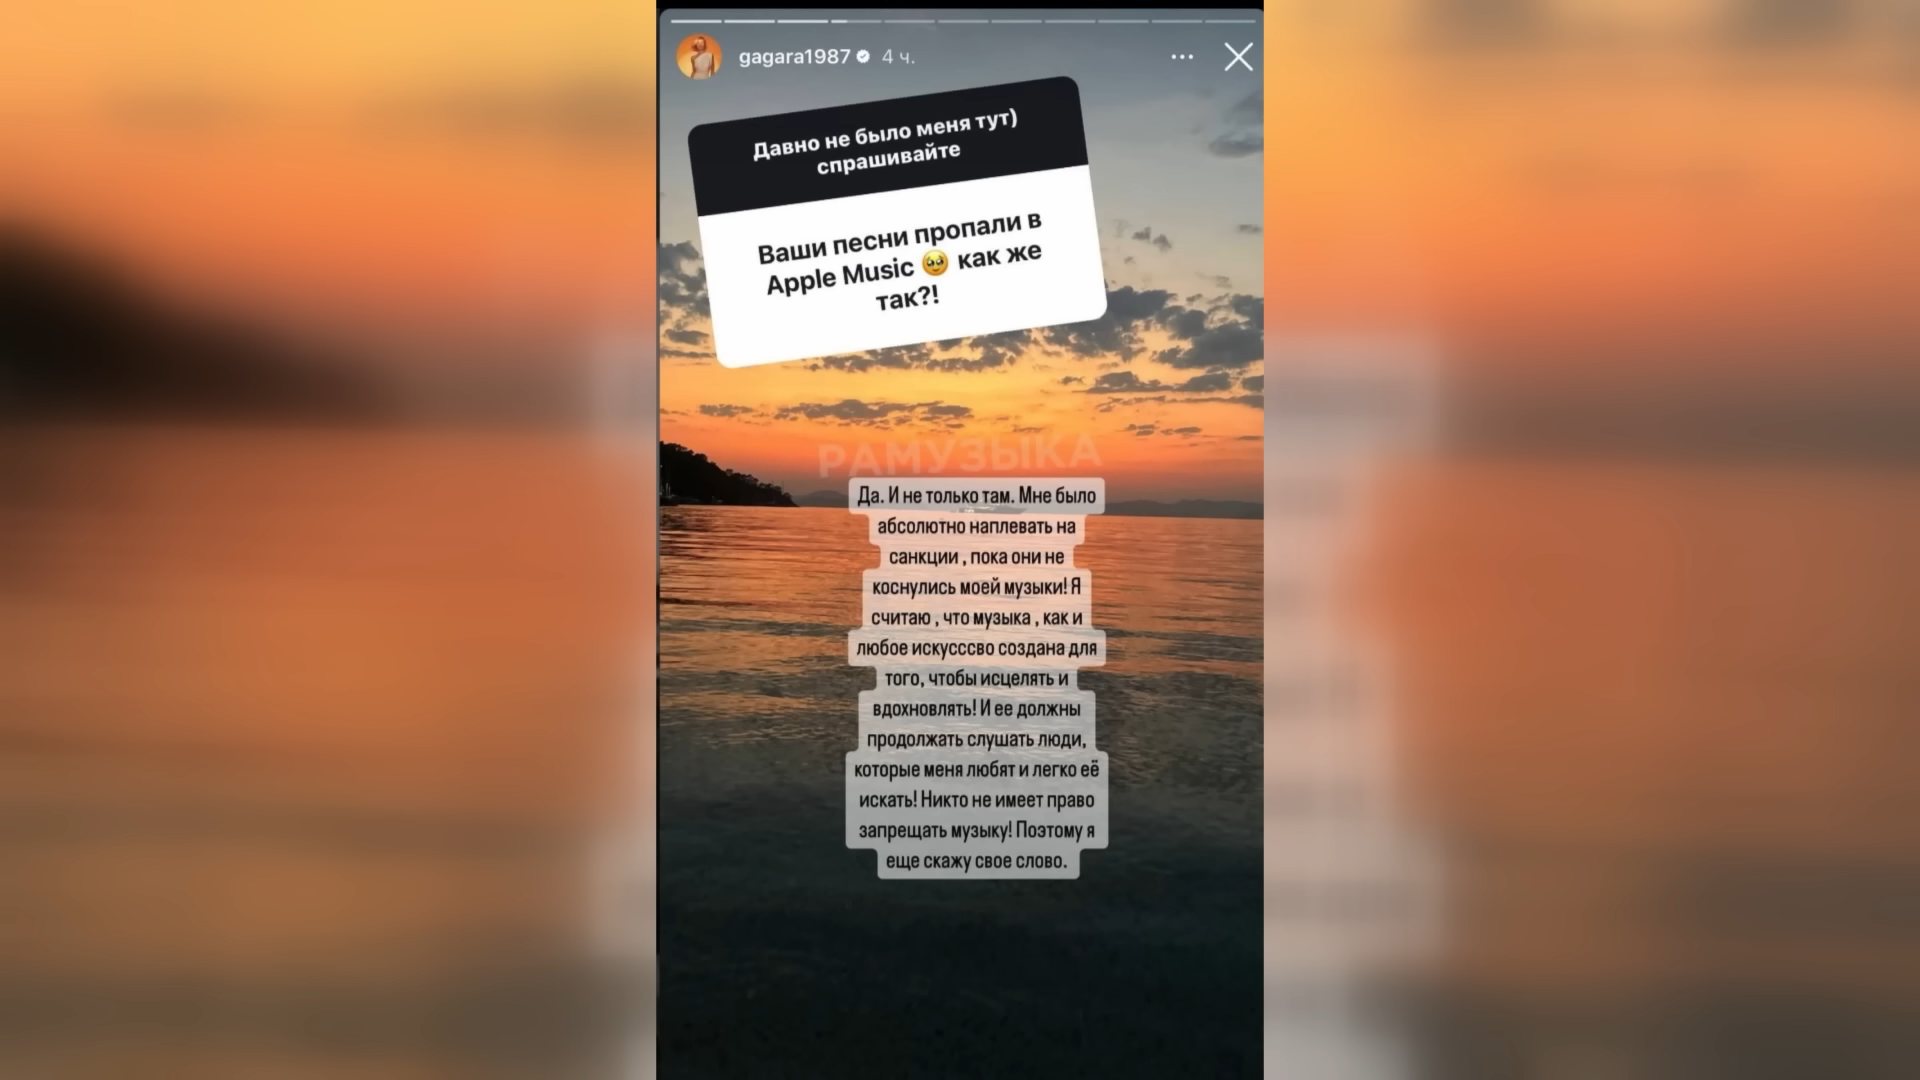 gagara1987 4 ч.
Давно не было меня тут)
спрашивайте
Ваши песни пропали в
Apple Music 🥹 как же
так?!
РАМУЗЫКА
Да. И не только там. Мне было
абсолютно наплевать на
санкции , пока они не
коснулись моей музыки! Я
считаю , что музыка , как и
любое искусссво создана для
того, чтобы исцелять и
вдохновлять! И ее должны
продолжать слушать люди,
которые меня любят и легко её
искать! Никто не имеет право
запрещать музыку! Поэтому я
еще скажу свое слово.